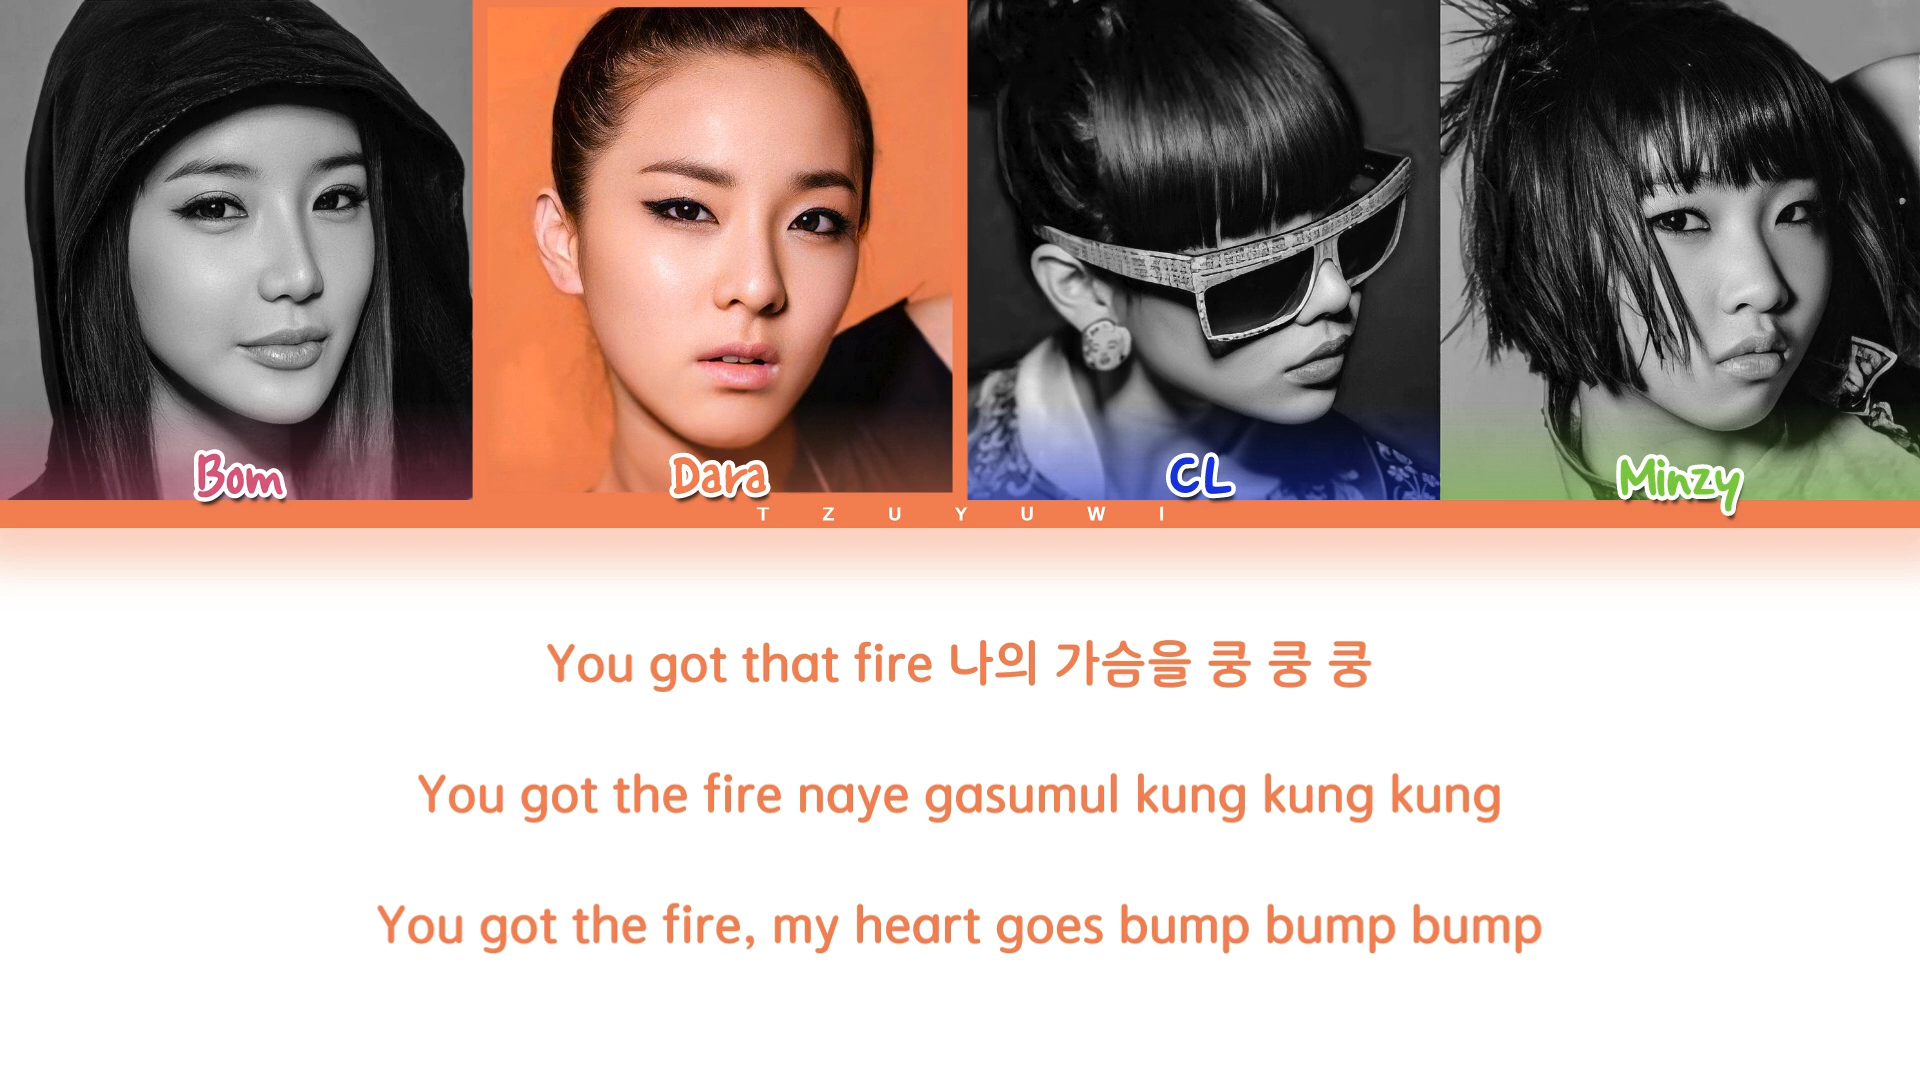 Bom
Dara
CL
Minzy
TZUYUWI
You got that fire 나의 가슴을 쿵 쿵 쿵
You got the fire naye gasumul kung kung kung
You got the fire, my heart goes bump bump bump